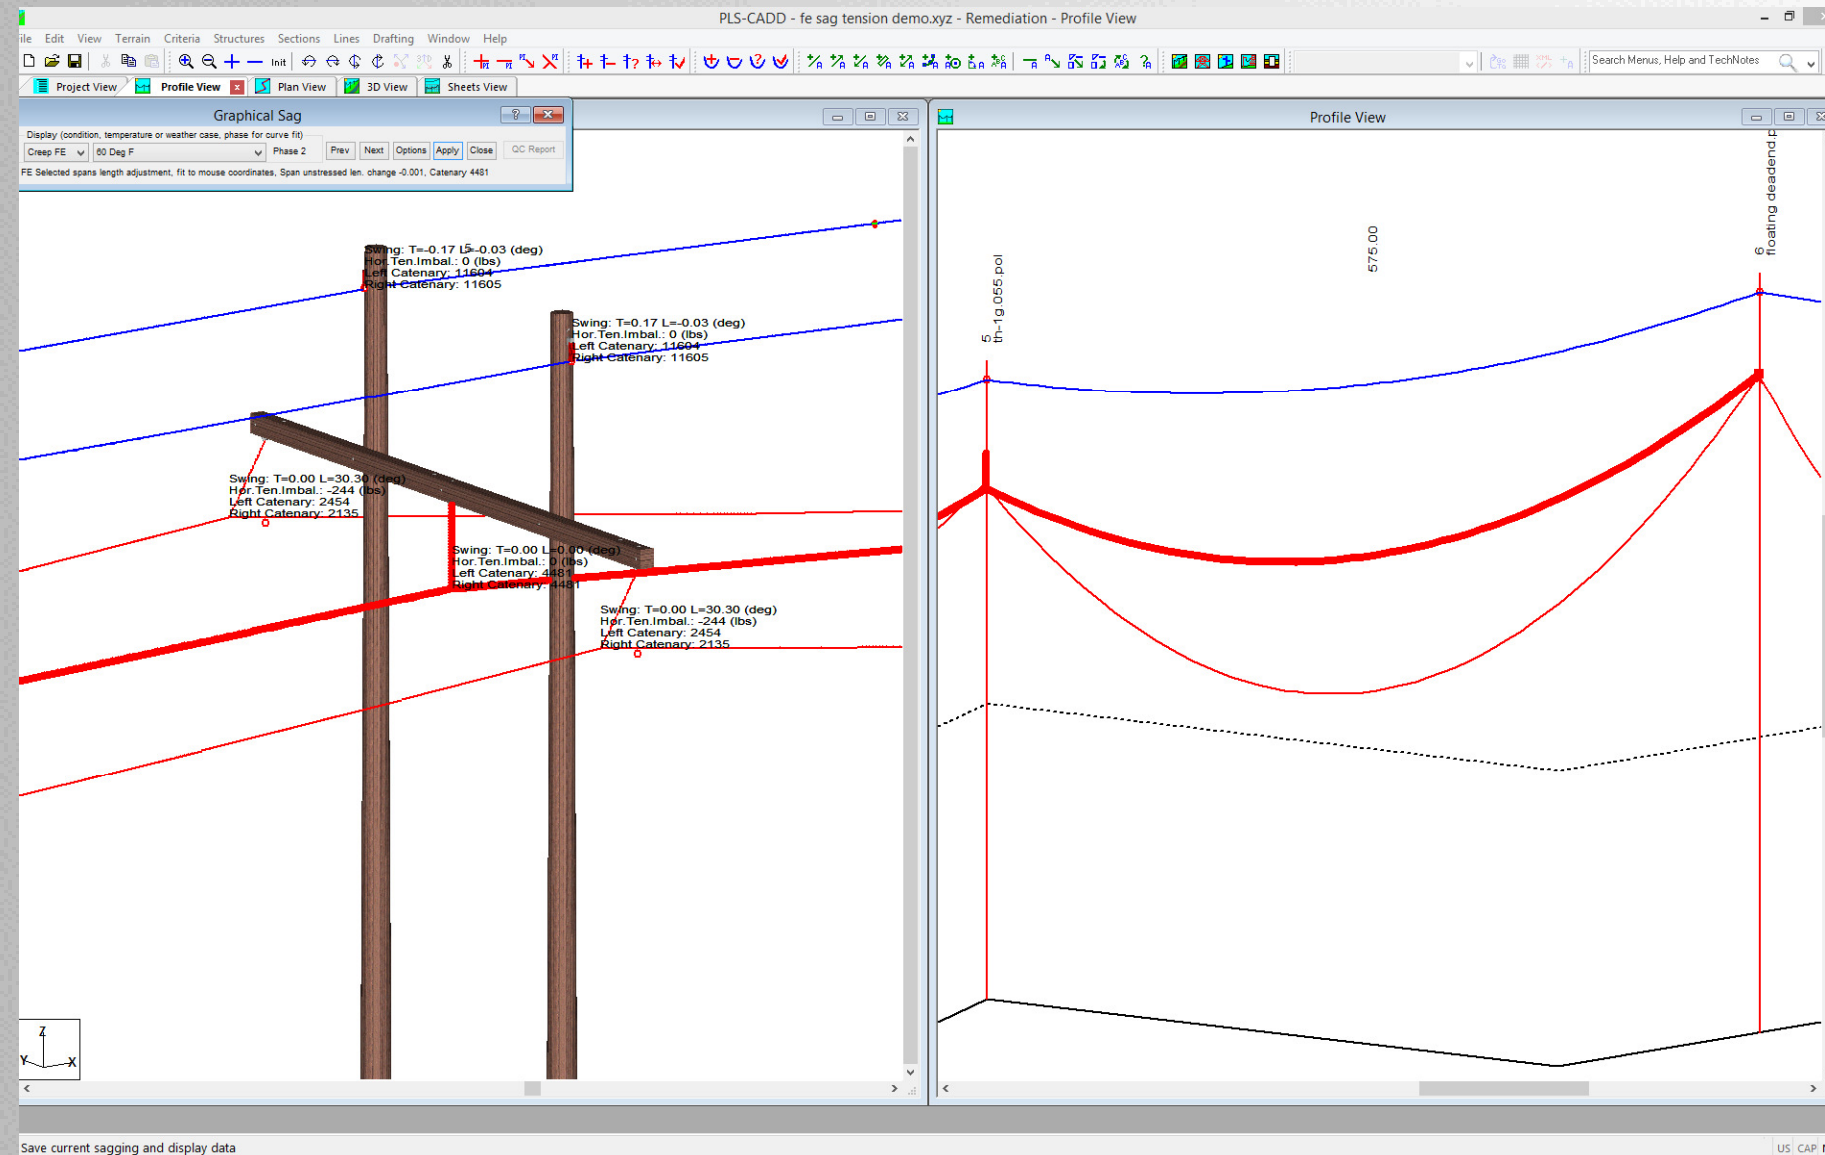 PLS-CADD - fe sag tension demo.xyz - Remediation - Profile View
ile Edit View Terrain Criteria Structures Sections Lines Drafting Window Help
Init
Search Menus, Help and TechNotes
Project View Profile View x Plan View 3D View Sheets View
Graphical Sag
Display (condition, temperature or weather case, phase for curve fit)
Creep FE 60 Deg F Phase 2 Prev Next Options Apply Close QC Report
FE Selected spans length adjustment, fit to mouse coordinates, Span unstressed len. change -0.001, Catenary 4481
5
Swing: T=-0.17 L=-0.03 (deg)
Hor.Ten.Imbal.: 0 (lbs)
Left Catenary: 11604
Right Catenary: 11605
Swing: T=0.17 L=-0.03 (deg)
Hor.Ten.Imbal.: 0 (lbs)
Left Catenary: 11604
Right Catenary: 11605
Swing: T=0.00 L=30.30 (deg)
Hor.Ten.Imbal.: -244 (lbs)
Left Catenary: 2454
Right Catenary: 2135
Swing: T=0.00 L=0.00 (deg)
Hor.Ten.Imbal.: 0 (lbs)
Left Catenary: 4481
Right Catenary: 4481
Swing: T=0.00 L=30.30 (deg)
Hor.Ten.Imbal.: -244 (lbs)
Left Catenary: 2454
Right Catenary: 2135
Z
Y X
Profile View
5
th-1g.055.pol
575.00
6
floating deadend.p
Save current sagging and display data
US CAP